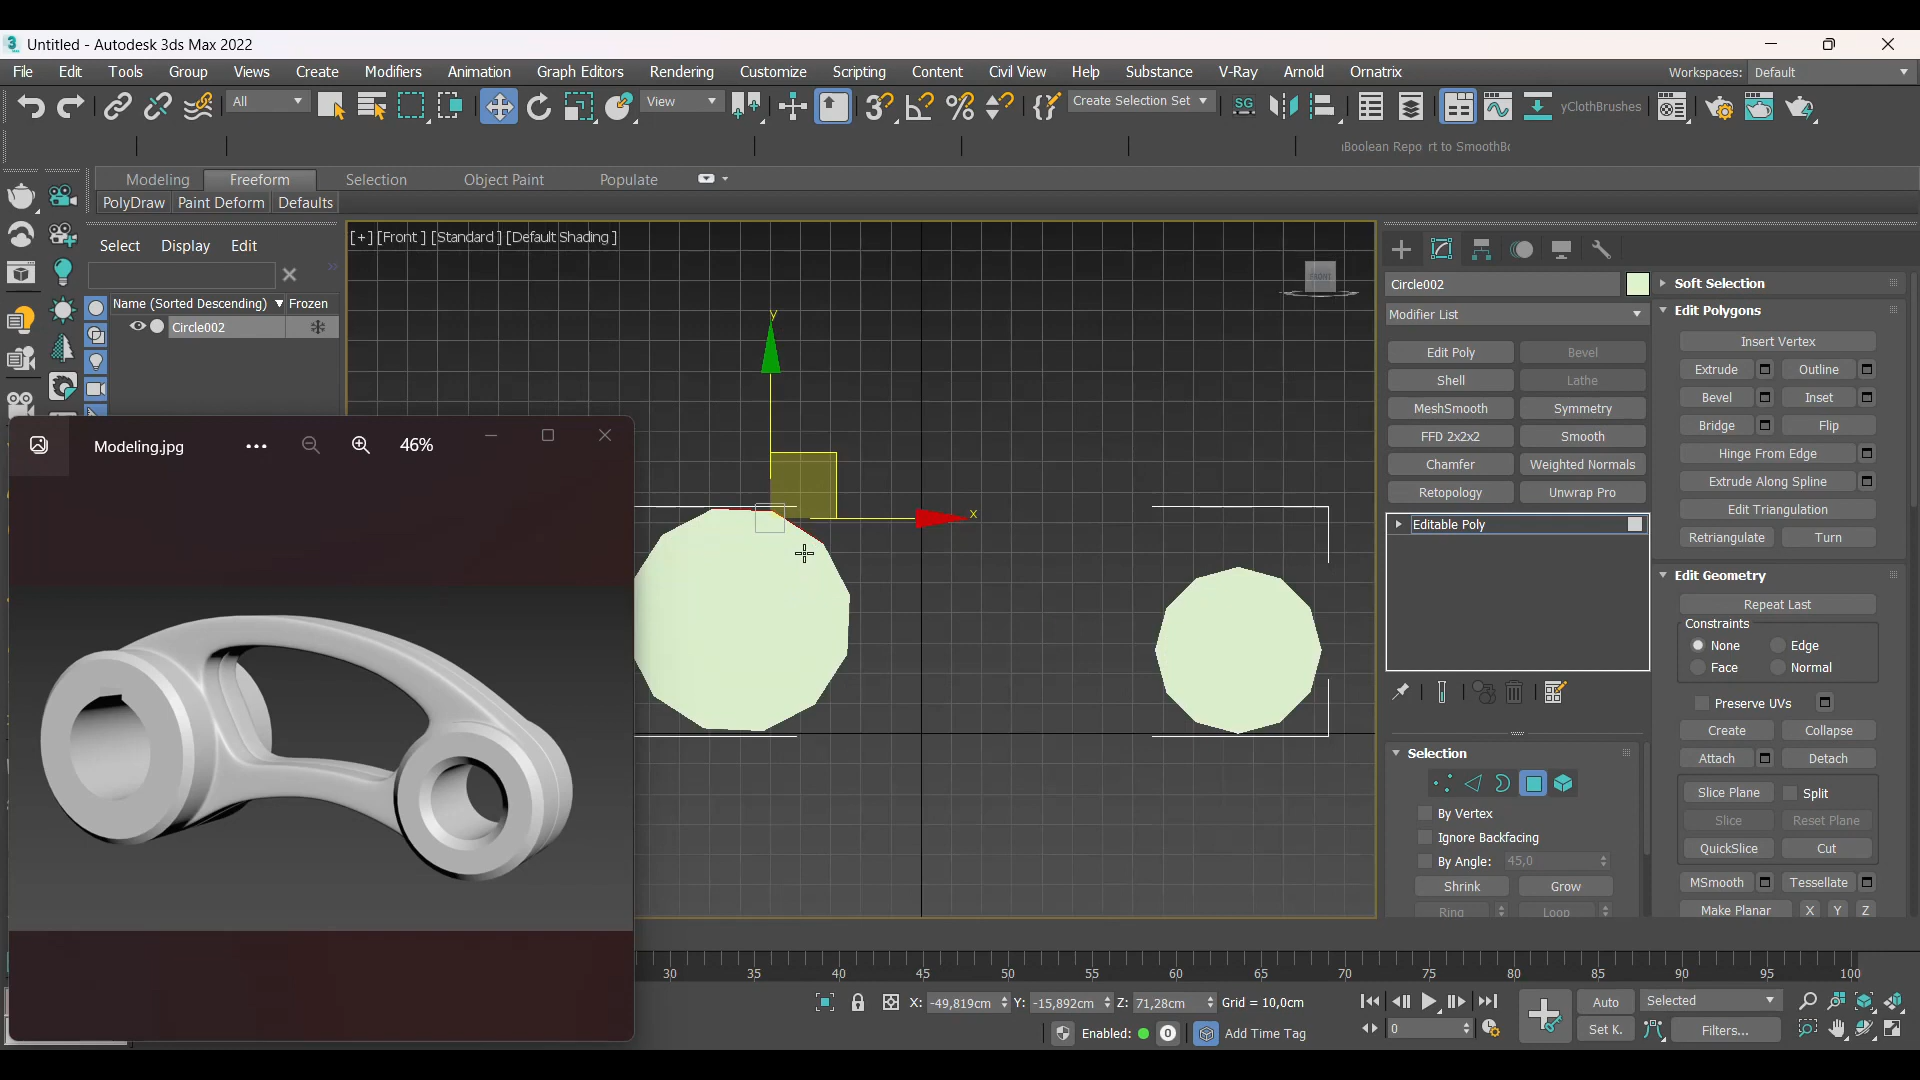 Untitled - Autodesk 3ds Max 2022
File Edit Tools Group Views Create Modifiers Animation Graph Editors Rendering Customize Scripting Content Civil View Help Substance V-Ray Arnold Ornatrix Workspaces: Default
All View Create Selection Set yClothBrushes
Boolean Repo rt to SmoothBc
Modeling Freeform Selection Object Paint Populate
PolyDraw Paint Deform Defaults
Select Display Edit
Name (Sorted Descending) Frozen
Circle002
[+] [Front ] [Standard ] [Default Shading ]
FRONT
y
x
Modeling.jpg 46%
Circle002
Modifier List
Edit Poly Bevel
Shell Lathe
MeshSmooth Symmetry
FFD 2x2x2 Smooth
Chamfer Weighted Normals
Retopology Unwrap Pro
Editable Poly
Selection
By Vertex
Ignore Backfacing
By Angle: 45,0
Shrink Grow
Ring Loop
Soft Selection
Edit Polygons
Insert Vertex
Extrude Outline
Bevel Inset
Bridge Flip
Hinge From Edge
Extrude Along Spline
Edit Triangulation
Retriangulate Turn
Edit Geometry
Repeat Last
Constraints
None Edge
Face Normal
Preserve UVs
Create Collapse
Attach Detach
Slice Plane Split
Slice Reset Plane
QuickSlice Cut
MSmooth Tessellate
Make Planar X Y Z
30 35 40 45 50 55 60 65 70 75 80 85 90 95 100
X: -49,819cm Y: -15,892cm Z: 71,28cm Grid = 10,0cm
Enabled: 0 Add Time Tag
0
Auto Selected
Set K. Filters...